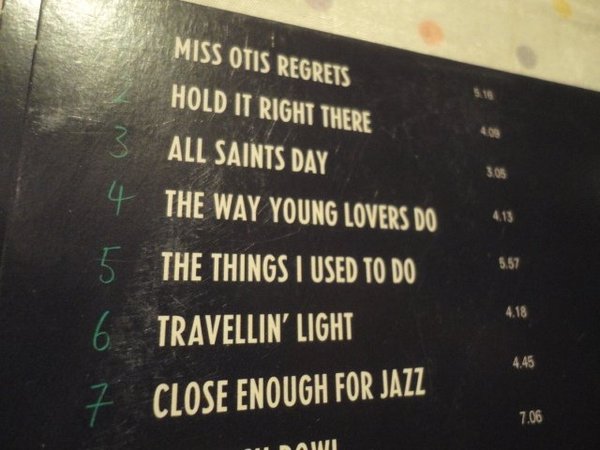 MISS OTIS REGRETS 5.16
2 HOLD IT RIGHT THERE 4.09
3 ALL SAINTS DAY 3.05
4 THE WAY YOUNG LOVERS DO 4.13
5 THE THINGS I USED TO DO 5.57
6 TRAVELLIN' LIGHT 4.18
7 CLOSE ENOUGH FOR JAZZ 4.45
7.06